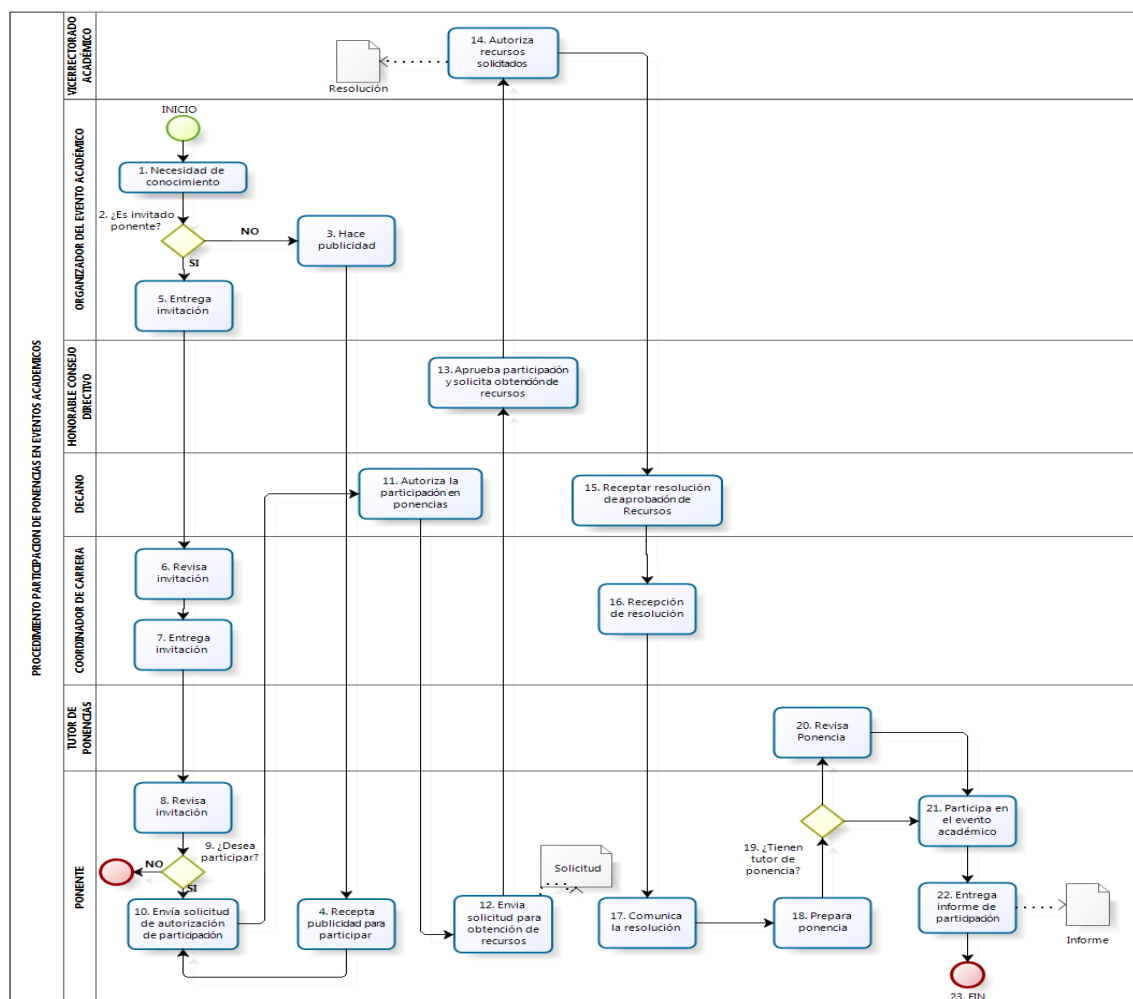 PROCEDIMIENTO PARTICIPACION DE PONENCIAS EN EVENTOS ACADEMICOS
VICERRECTORADO
ACADÉMICO
14. Autoriza
recursos
solicitados
Resolución
ORGANIZADOR DEL EVENTO ACADÉMICO
INICIO
1. Necesidad de
conocimiento
2. ¿Es invitado
ponente?
NO
SI
3. Hace
publicidad
5. Entrega
invitación
HONORABLE CONSEJO
DIRECTIVO
13. Aprueba participación
y solicita obtención de
recursos
DECANO
11. Autoriza la
participación en
ponencias
15. Receptar resolución
de aprobación de
Recursos
COORDINADOR DE CARRERA
6. Revisa
invitación
7. Entrega
invitación
16. Recepción
de resolución
TUTOR DE
PONENCIAS
20. Revisa
Ponencia
PONENTE
8. Revisa
invitación
9. ¿Desea
participar?
NO
SI
10. Envía solicitud
de autorización
de participación
4. Recepta
publicidad para
participar
12. Envia
solicitud para
obtención de
recursos
Solicitud
17. Comunica
la resolución
18. Prepara
ponencia
19. ¿Tienen
tutor de
ponencia?
21. Participa en
el evento
académico
22. Entrega
informe de
participación
Informe
23. FIN